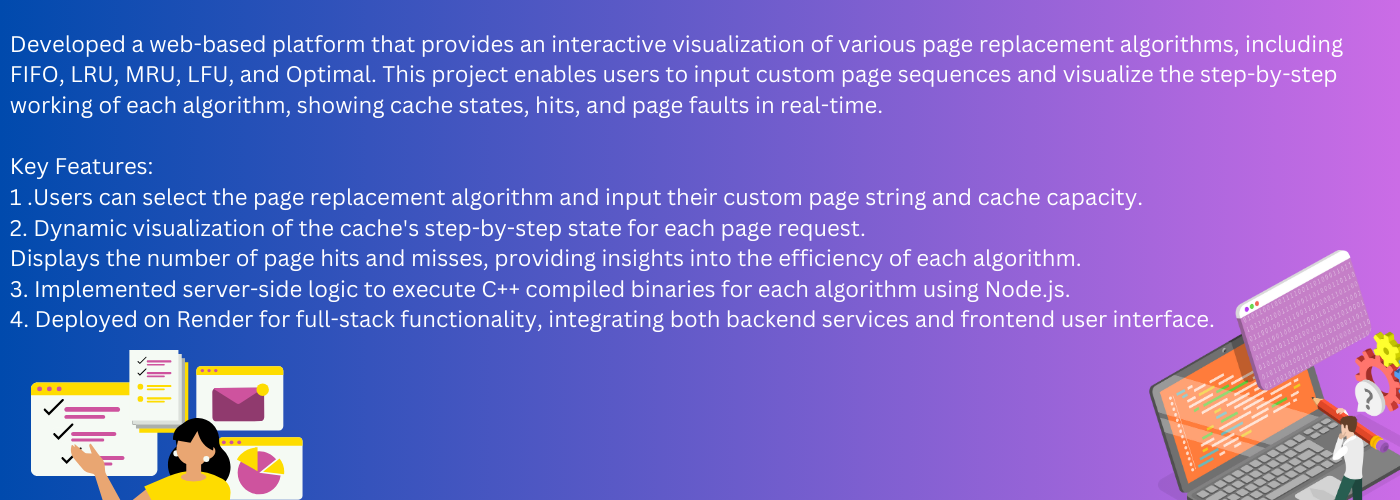 Developed a web-based platform that provides an interactive visualization of various page replacement algorithms, including
FIFO, LRU, MRU, LFU, and Optimal. This project enables users to input custom page sequences and visualize the step-by-step
working of each algorithm, showing cache states, hits, and page faults in real-time.
Key Features:
1 .Users can select the page replacement algorithm and input their custom page string and cache capacity.
2. Dynamic visualization of the cache's step-by-step state for each page request.
Displays the number of page hits and misses, providing insights into the efficiency of each algorithm.
3. Implemented server-side logic to execute C++ compiled binaries for each algorithm using Node.js.
4. Deployed on Render for full-stack functionality, integrating both backend services and frontend user interface.
?